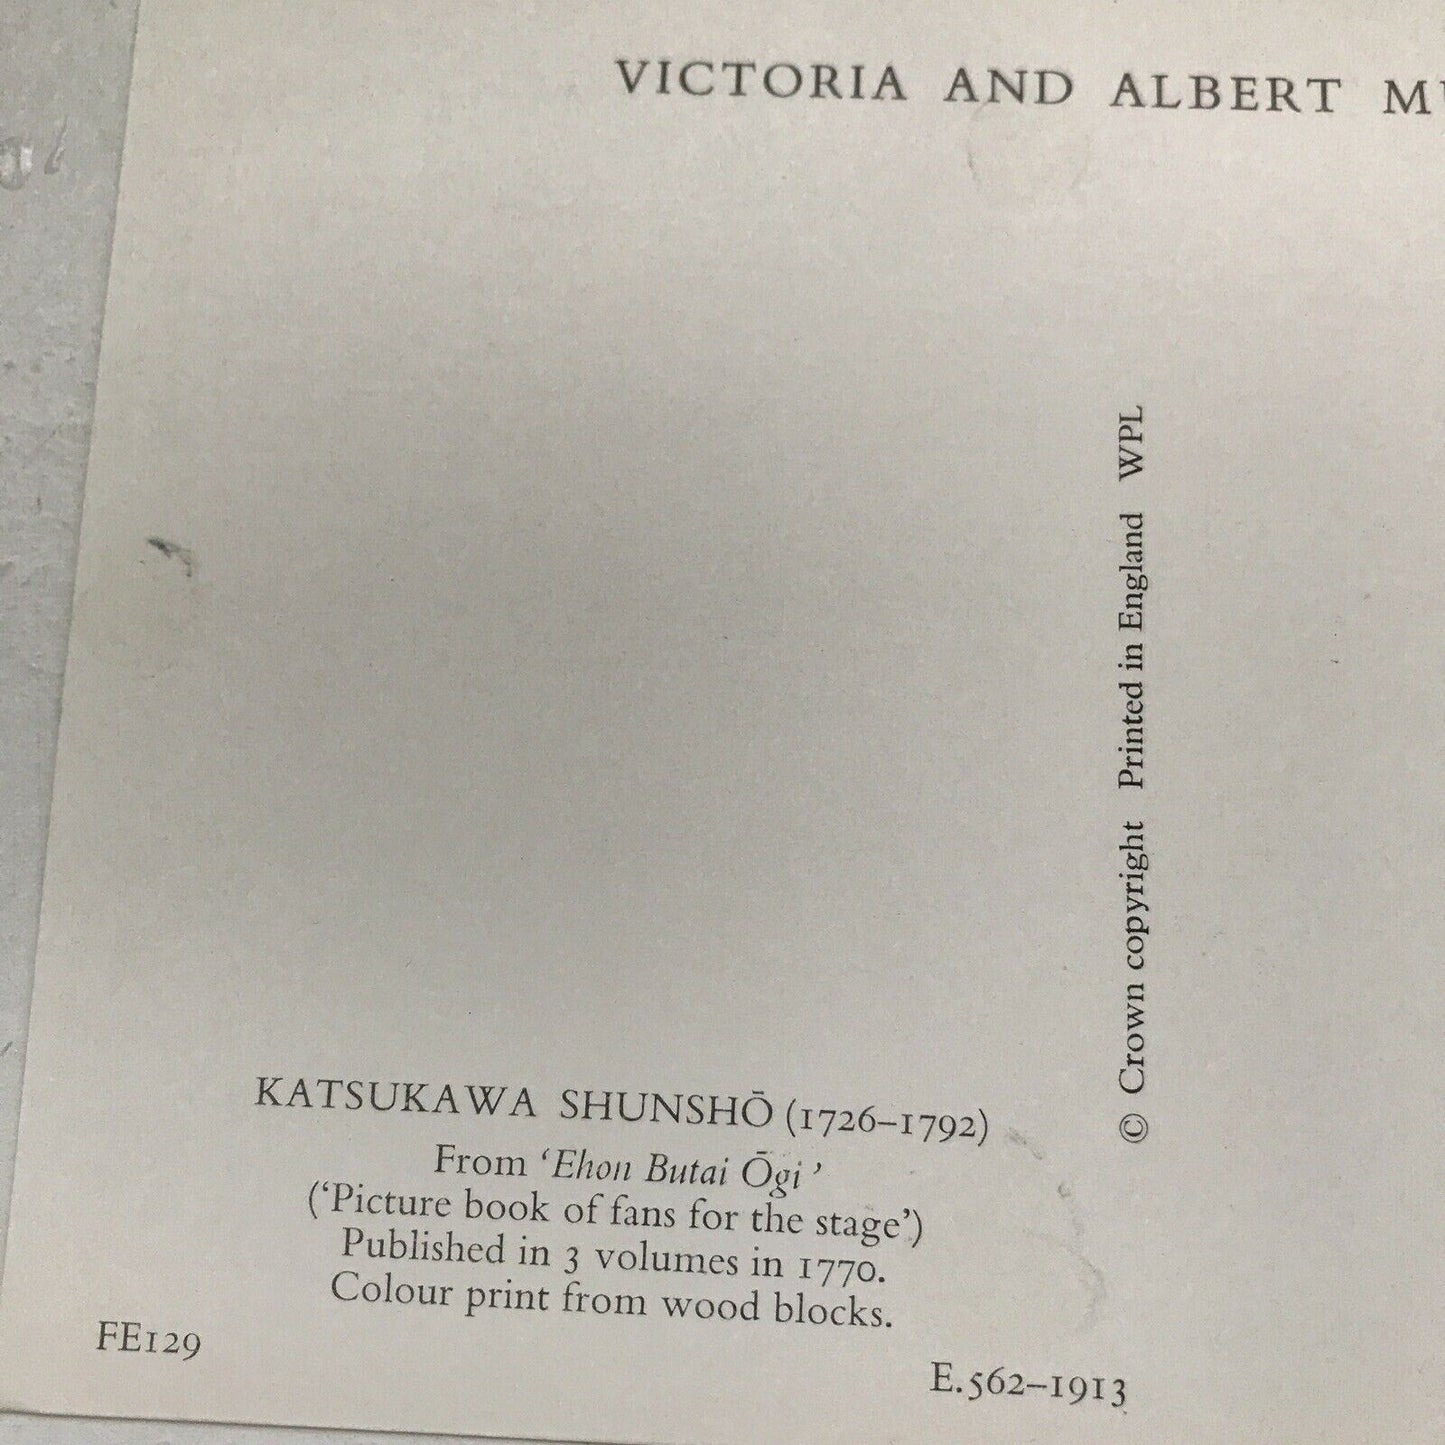 VICTORIA AND ALBERT
KATSUKAWA SHUNSHŌ (1726–1792)
From ‘Ehon Butai Ōgi’
(‘Picture book of fans for the stage’)
Published in 3 volumes in 1770.
Colour print from wood blocks.
FE129
E.562–1913
© Crown copyright Printed in England WPL